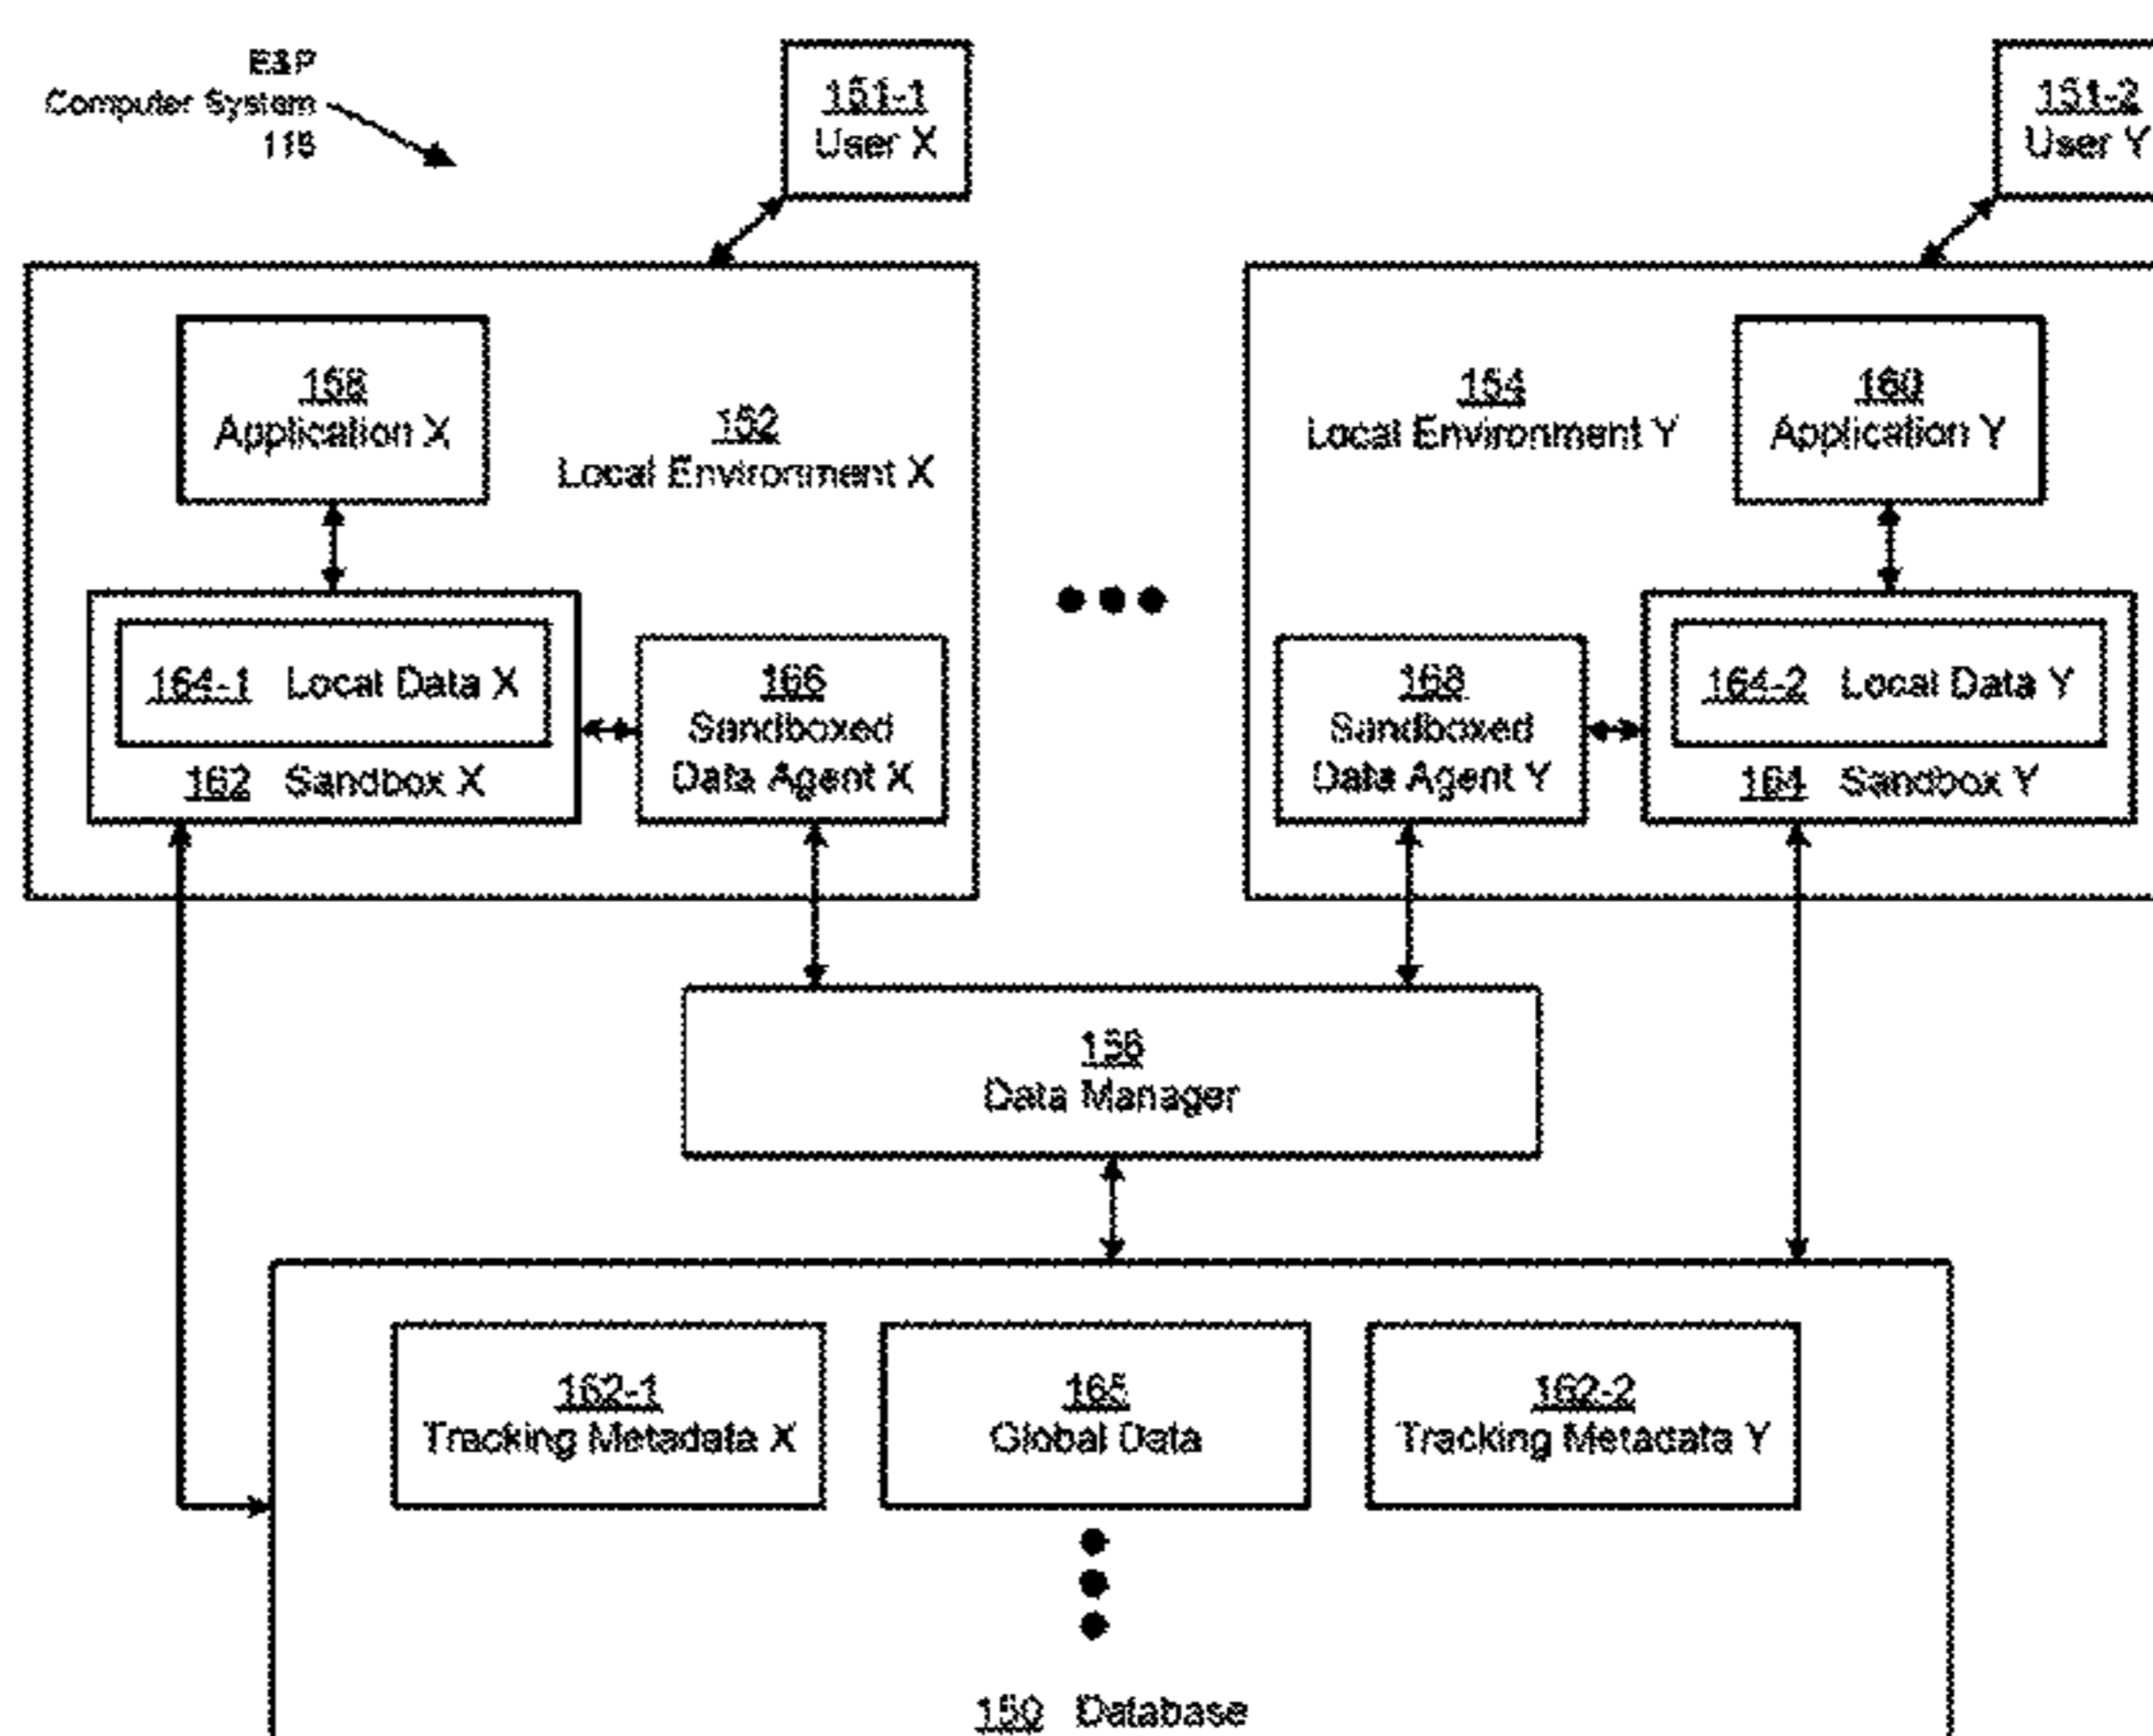 E&P
Computer System
118
151-1
User X
151-2
User Y
158
Application X
152
Local Environment X
154
Local Environment Y
160
Application Y
164-1 Local Data X
162 Sandbox X
166
Sandboxed
Data Agent X
168
Sandboxed
Data Agent Y
164-2 Local Data Y
164 Sandbox Y
156
Data Manager
162-1
Tracking Metadata X
165
Global Data
162-2
Tracking Metadata Y
150 Database